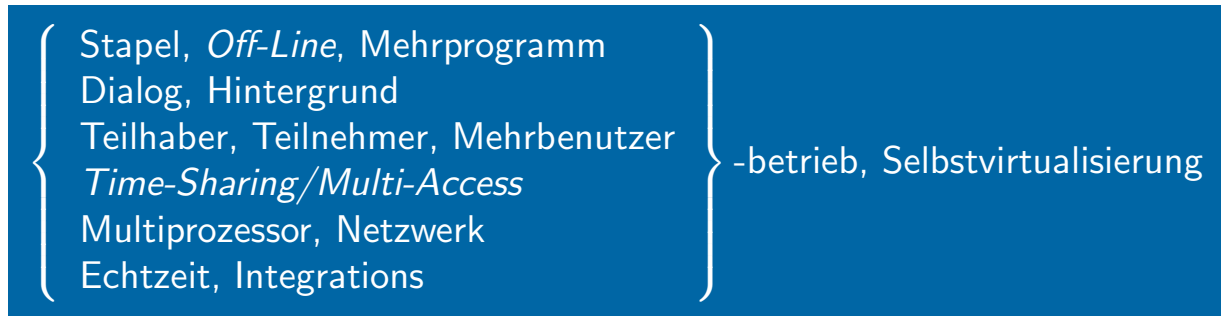 Stapel, Off-Line, Mehrprogramm
Dialog, Hintergrund
Teilhaber, Teilnehmer, Mehrbenutzer
Time-Sharing/Multi-Access
Multiprozessor, Netzwerk
Echtzeit, Integrations
-betrieb, Selbstvirtualisierung